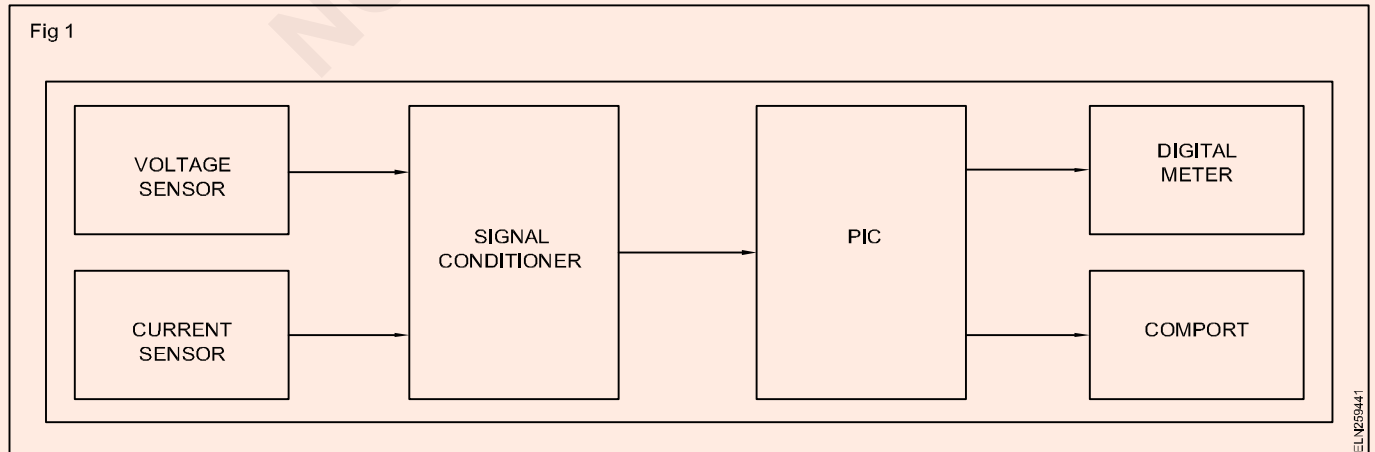 Fig 1
VOLTAGE
SENSOR
CURRENT
SENSOR
SIGNAL
CONDITIONER
PIC
DIGITAL
METER
COMPORT
ELN259441